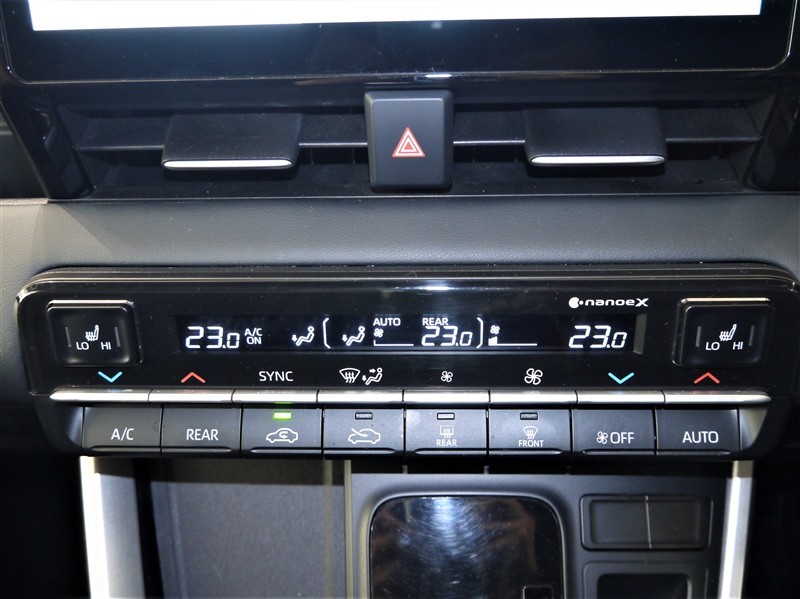 nanoeX
LO HI
23.0 A/C ON AUTO REAR 23.0 23.0
LO HI
SYNC
A/C REAR REAR FRONT OFF AUTO